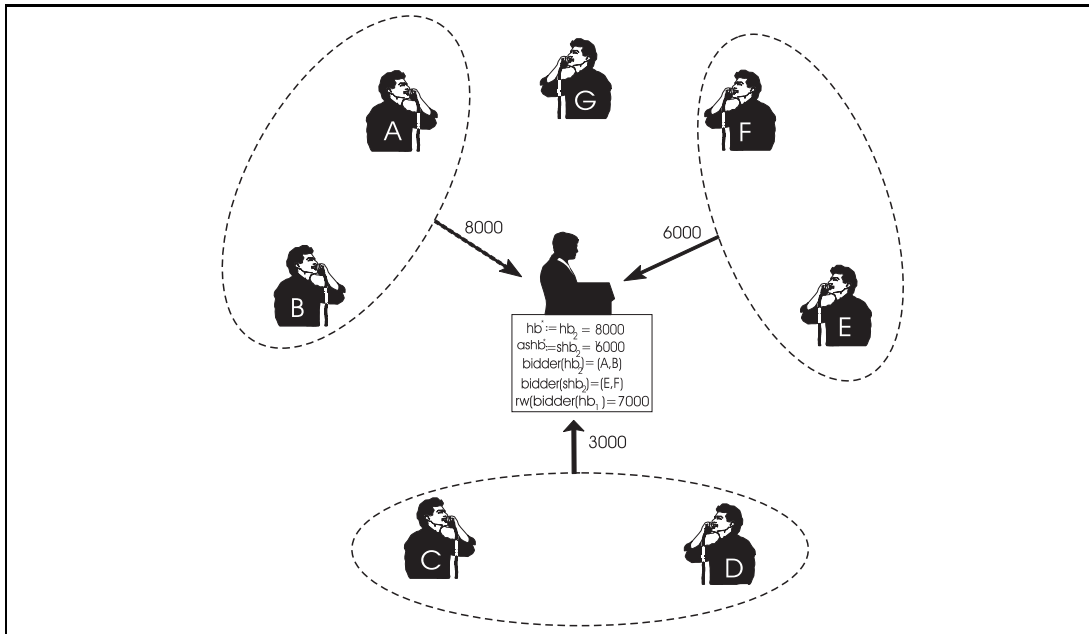 G
A
F
8000
6000
B
E
hb*:= hb₂ = 8000
ashb*:=shb₂ = 6000
bidder(hb₂)=(A,B)
bidder(shb₂)=(E,F)
rw(bidder(hb₁)=7000
3000
C
D